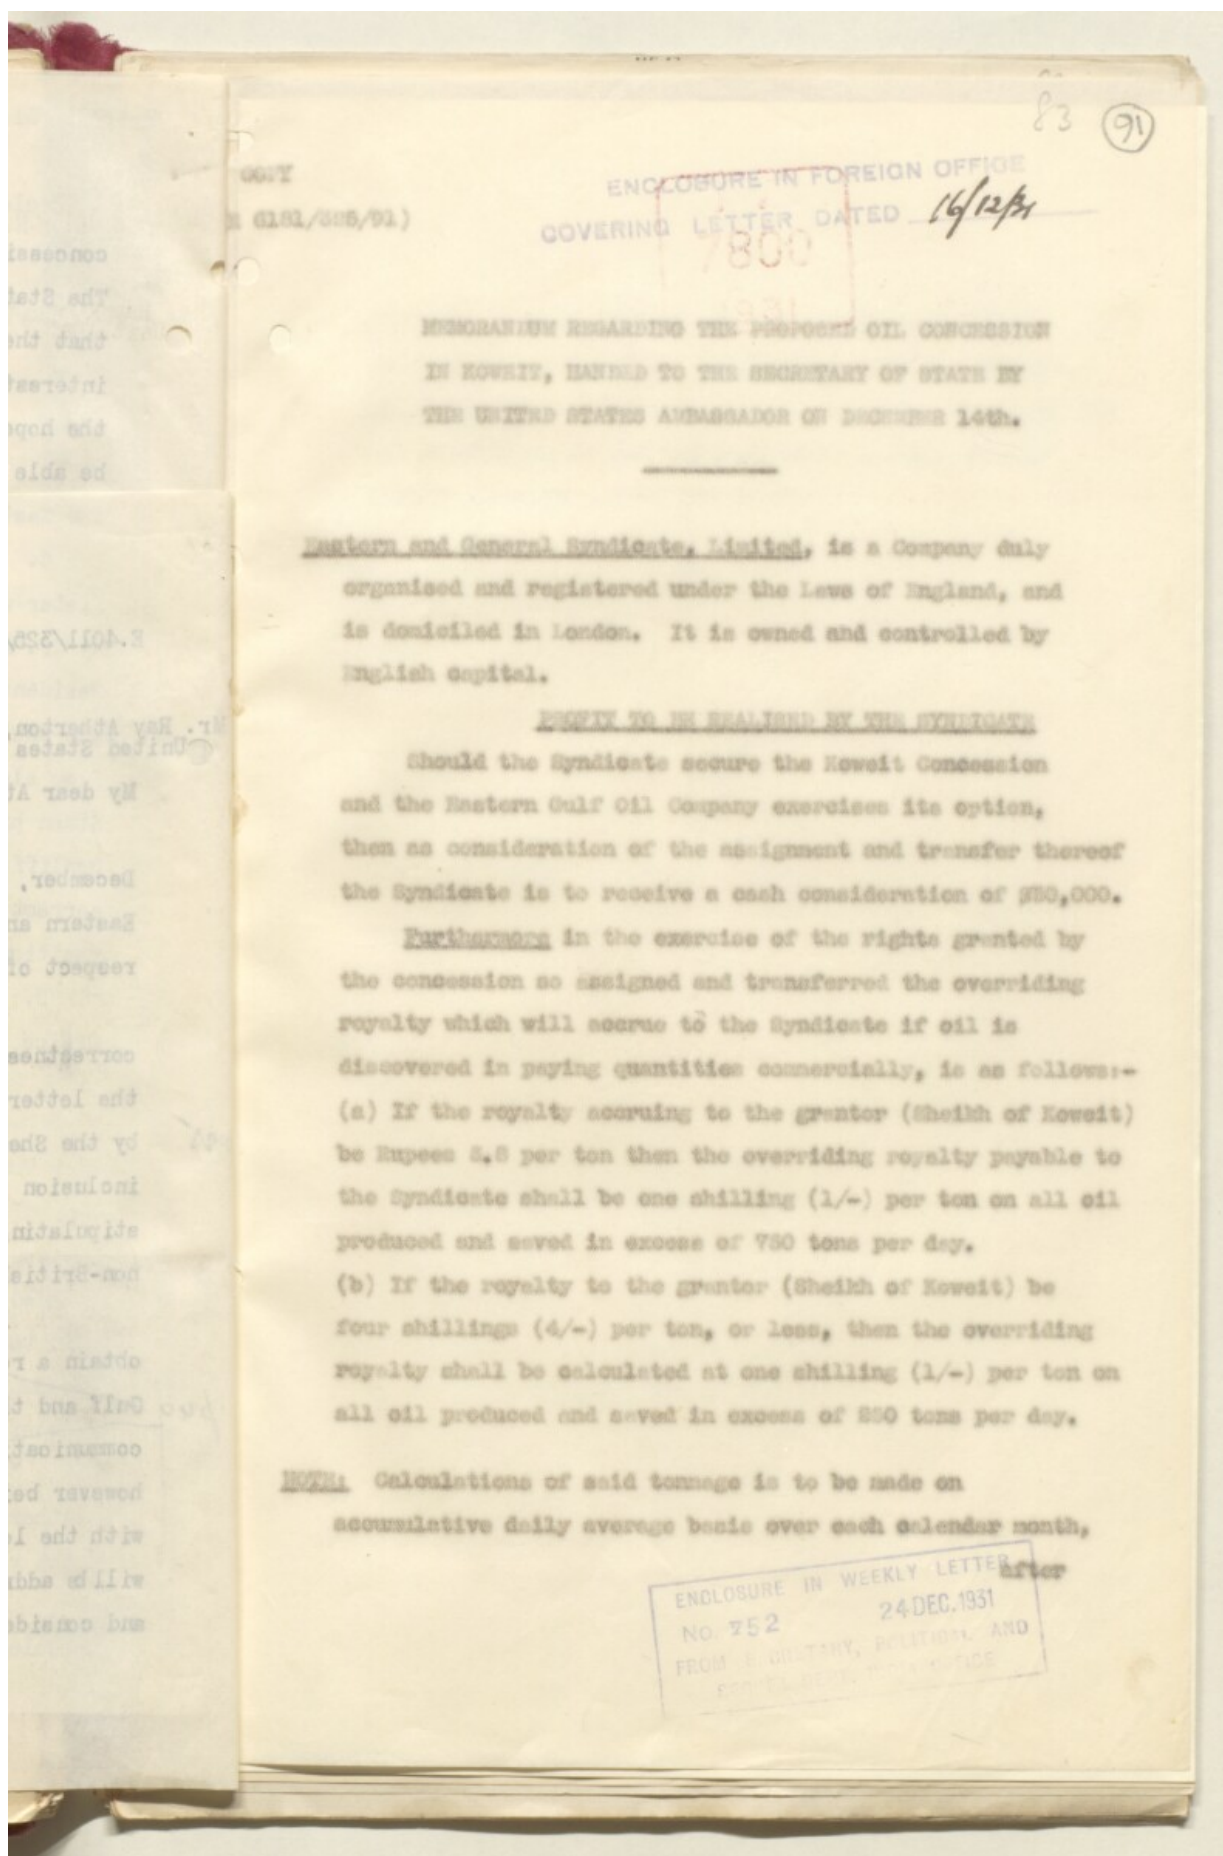 83 91
COPY
6181/325/91)
ENCLOSURE IN FOREIGN OFFICE
COVERING LETTER DATED 16/12/31
7800
1931
MEMORANDUM REGARDING THE PROPOSED OIL CONCESSION
IN KOWEIT, HANDED TO THE SECRETARY OF STATE BY
THE UNITED STATES AMBASSADOR ON DECEMBER 14th.
Eastern and General Syndicate, Limited, is a Company duly
organised and registered under the Laws of England, and
is domiciled in London. It is owned and controlled by
English capital.
PROFIT TO BE REALISED BY THE SYNDICATE
Should the Syndicate secure the Koweit Concession
and the Eastern Gulf Oil Company exercises its option,
then as consideration of the assignment and transfer thereof
the Syndicate is to receive a cash consideration of
Furthermore in the exercise of the rights granted by
the concession so assigned and transferred the overriding
royalty which will accrue to the Syndicate if oil is
discovered in paying quantities commercially, is as follows:-
(a) If the royalty accruing to the grantor (Sheikh of Koweit)
be Rupees per ton then the overriding royalty payable to
the Syndicate shall be one shilling (1/-) per ton on all oil
produced and saved in excess of 750 tons per day.
(b) If the royalty to the grantor (Sheikh of Koweit) be
four shillings (4/-) per ton, or less, then the overriding
royalty shall be calculated at one shilling (1/-) per ton on
all oil produced and saved in excess of 250 tons per day.
NOTE: Calculations of said tonnage is to be made on
accumulative daily average basis over each calendar month,
after
ENCLOSURE IN WEEKLY LETTER
NO. 752 24 DEC. 1931
FROM SECRETARY, POLITICAL AND
SECRET DEPT. INDIA OFFICE